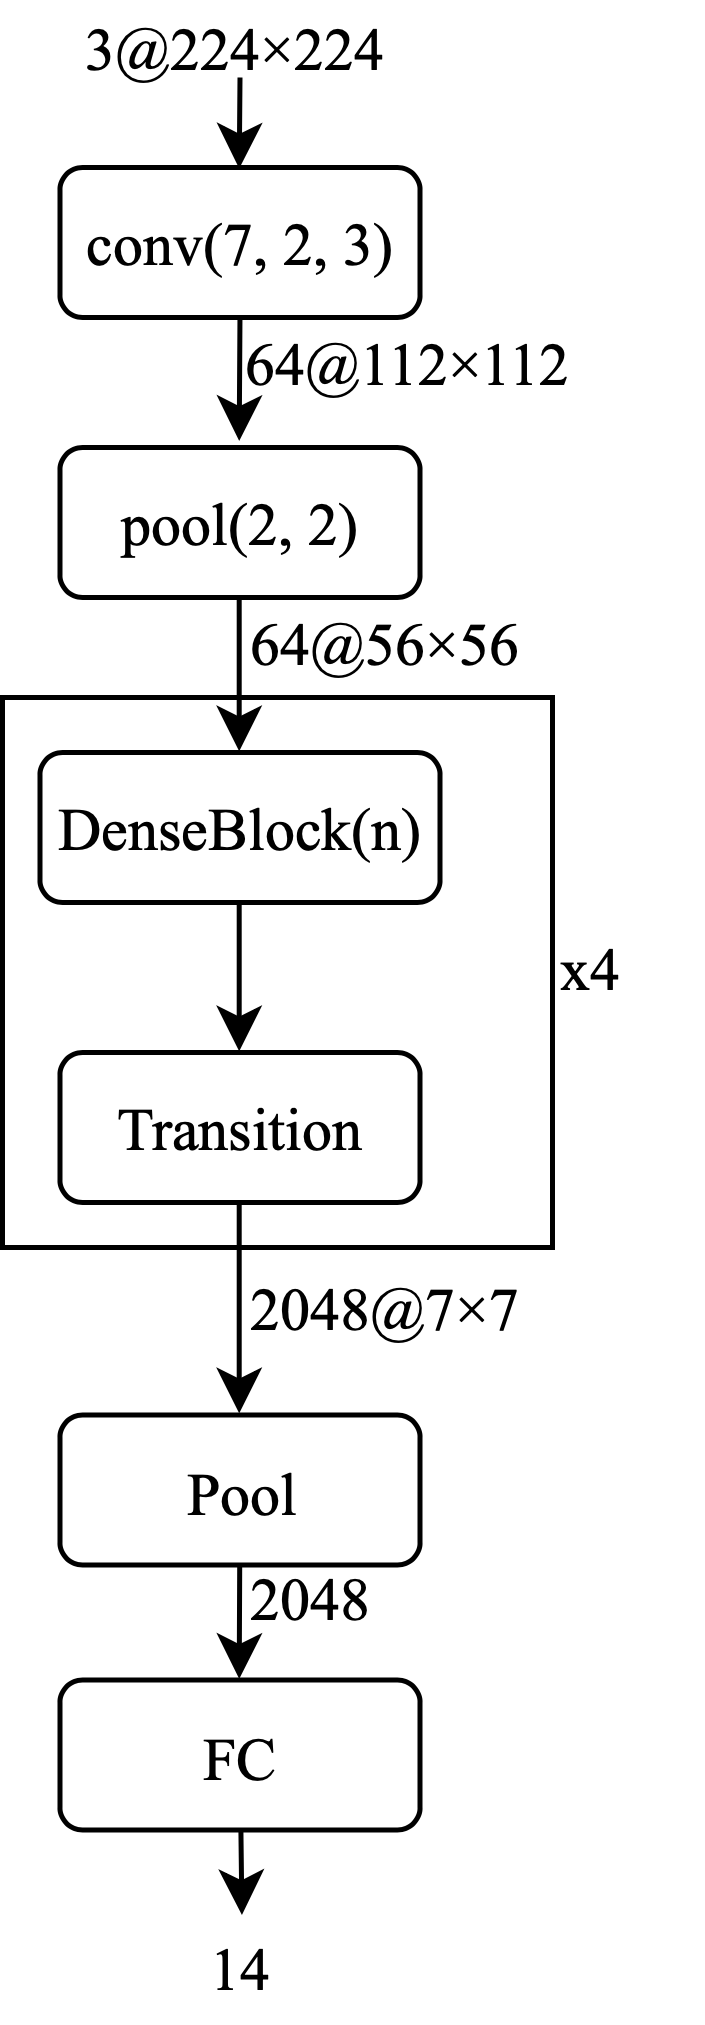 3@224×224
conv(7, 2, 3)
64@112×112
pool(2, 2)
64@56×56
DenseBlock(n)
x4
Transition
2048@7×7
Pool
2048
FC
14